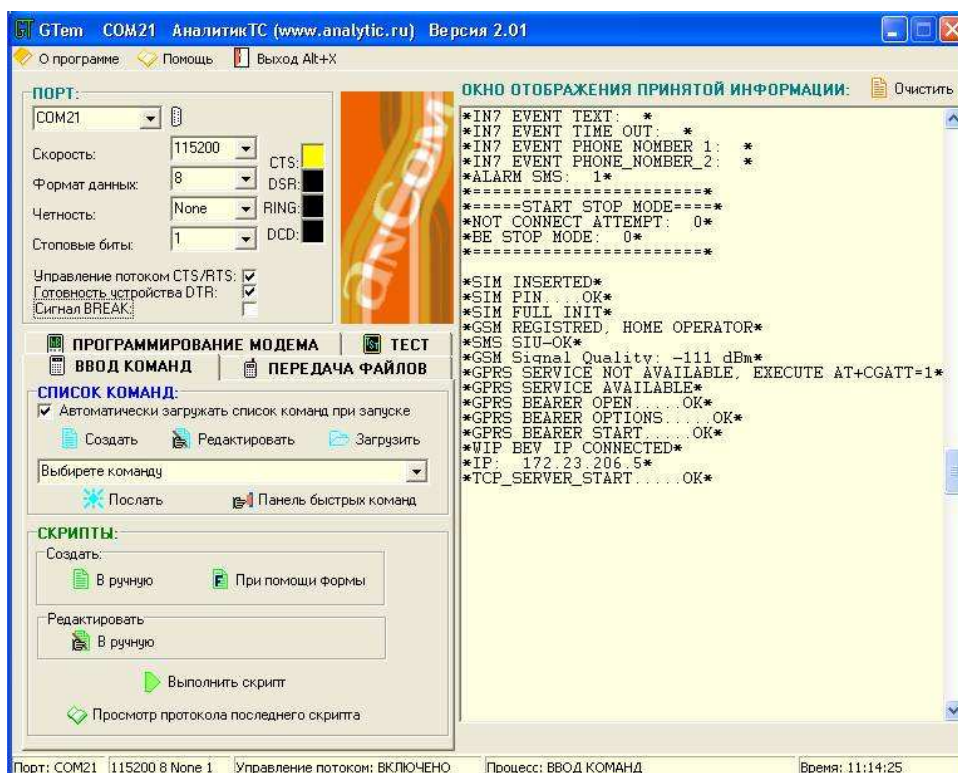 GTem COM21 АналитикТС (www.analytic.ru) Версия 2.01
О программе Помощь Выход Alt+X
ПОРТ:
COM21
Скорость: 115200
Формат данных: 8
Четность: None
Стоповые биты: 1
CTS:
DSR:
RING:
DCD:
Управление потоком CTS/RTS:
Готовность устройства DTR:
Сигнал BREAK:
anCom
ПРОГРАММИРОВАНИЕ МОДЕМА ТЕСТ
ВВОД КОМАНД ПЕРЕДАЧА ФАЙЛОВ
СПИСОК КОМАНД:
Автоматически загружать список команд при запуске
Создать Редактировать Загрузить
Выбирете команду
Послать Панель быстрых команд
СКРИПТЫ:
Создать:
В ручную При помощи формы
Редактировать
В ручную
Выполнить скрипт
Просмотр протокола последнего скрипта
ОКНО ОТОБРАЖЕНИЯ ПРИНЯТОЙ ИНФОРМАЦИИ: Очистить
*IN7 EVENT TEXT: *
*IN7 EVENT TIME OUT: *
*IN7 EVENT PHONE NOMBER 1: *
*IN7 EVENT PHONE_NOMBER_2: *
*ALARM SMS: 1*
*=======================*
*=====START STOP MODE====*
*NOT CONNECT ATTEMPT: 0*
*BE STOP MODE: 0*
*=======================*
*SIM INSERTED*
*SIM PIN....OK*
*SIM FULL INIT*
*GSM REGISTRED, HOME OPERATOR*
*SMS SIU-OK*
*GSM Signal Quality: -111 dBm*
*GPRS SERVICE NOT AVAILABLE, EXECUTE AT+CGATT=1*
*GPRS SERVICE AVAILABLE*
*GPRS BEARER OPEN.....OK*
*GPRS BEARER OPTIONS.....OK*
*GPRS BEARER START.....OK*
*WIP BEV IP CONNECTED*
*IP: 172.23.206.5*
*TCP_SERVER_START.....OK*
Порт: COM21 115200 8 None 1 Управление потоком: ВКЛЮЧЕНО Процесс: ВВОД КОМАНД Время: 11:14:25